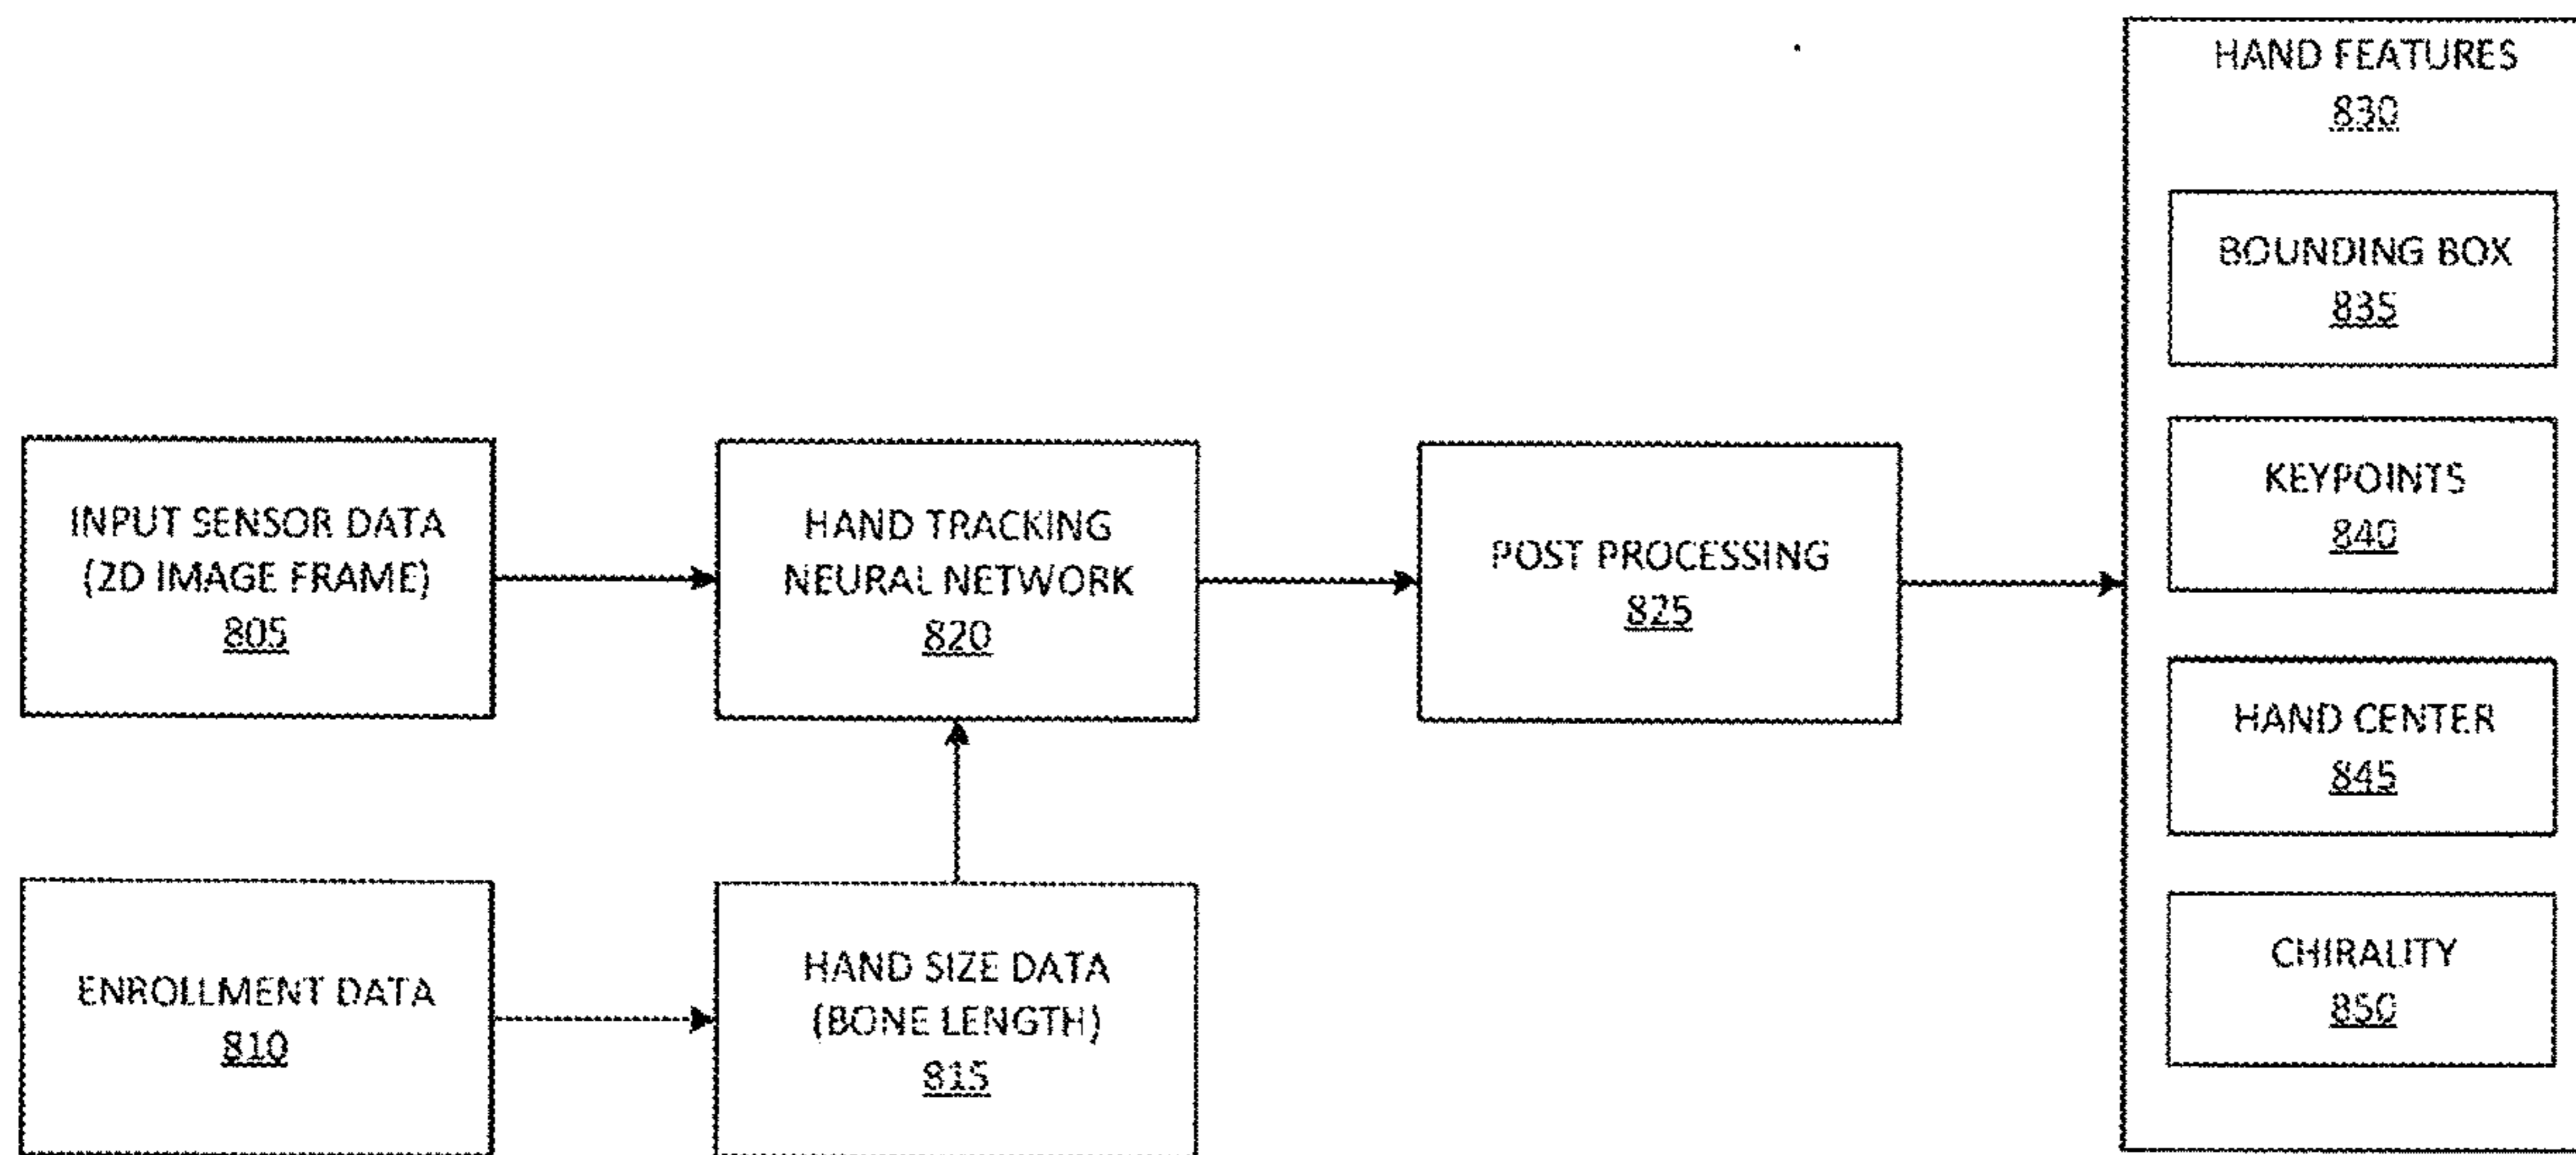 INPUT SENSOR DATA
(2D IMAGE FRAME)
805
HAND TRACKING
NEURAL NETWORK
820
POST PROCESSING
825
ENROLLMENT DATA
810
HAND SIZE DATA
(BONE LENGTH)
815
HAND FEATURES
830
BOUNDING BOX
835
KEYPOINTS
840
HAND CENTER
845
CHIRALITY
850